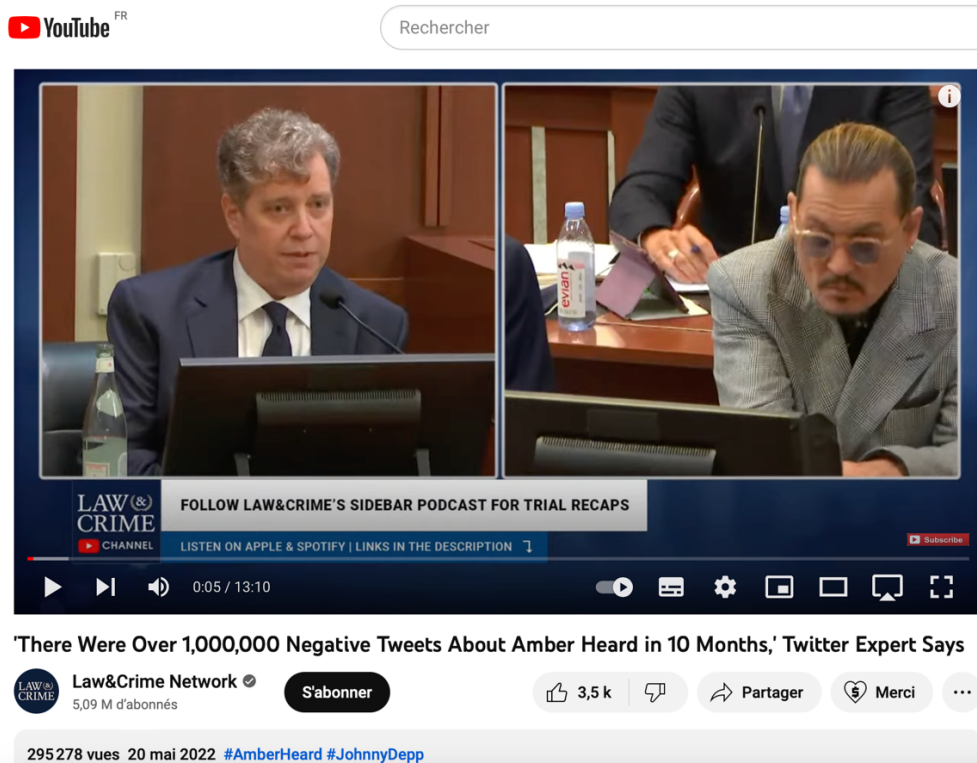 YouTube FR
Rechercher
i
evian
LAW(&)
CRIME
CHANNEL
FOLLOW LAW&CRIME'S SIDEBAR PODCAST FOR TRIAL RECAPS
LISTEN ON APPLE & SPOTIFY | LINKS IN THE DESCRIPTION
Subscribe
0:05 / 13:10
'There Were Over 1,000,000 Negative Tweets About Amber Heard in 10 Months,' Twitter Expert Says
LAW(&)
CRIME
Law&Crime Network
5,09 M d'abonnés
S'abonner
3,5 k
Partager
$
Merci
...
295 278 vues 20 mai 2022 #AmberHeard #JohnnyDepp